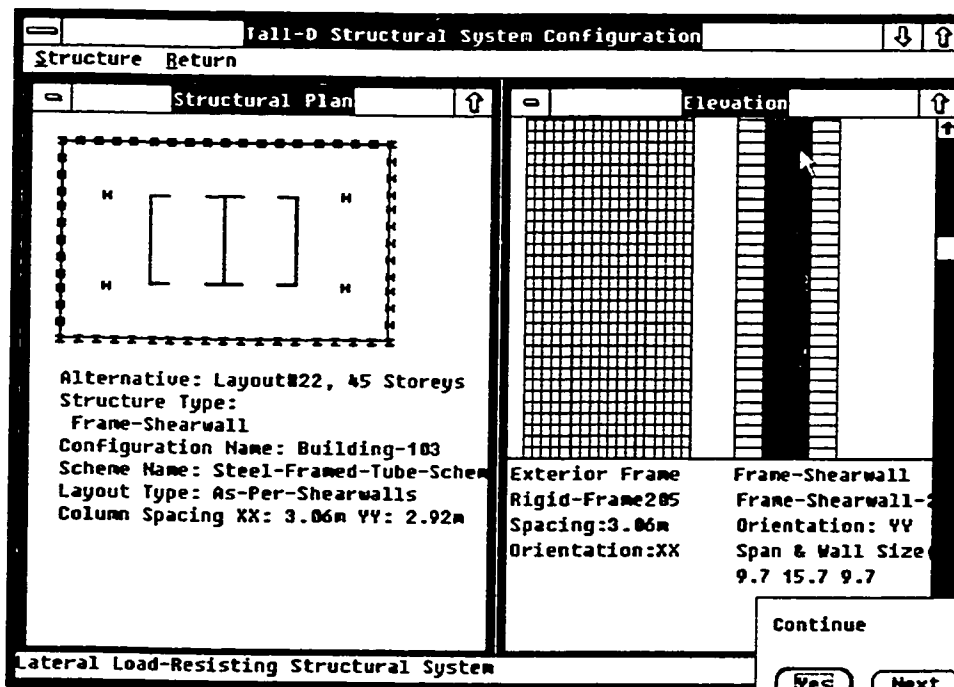 Tall-D Structural System Configuration
Structure Return
Structural Plan
Alternative: Layout#22, 45 Storeys
Structure Type:
Frame-Shearwall
Configuration Name: Building-103
Scheme Name: Steel-Framed-Tube-Schem
Layout Type: As-Per-Shearwalls
Column Spacing XX: 3.06m YY: 2.92m
Elevation
Exterior Frame
Rigid-Frame205
Spacing:3.06m
Orientation:XX
Frame-Shearwall
Frame-Shearwall-2
Orientation: YY
Span & Wall Size(
9.7 15.7 9.7
Continue
Yes Next
Lateral Load-Resisting Structural System